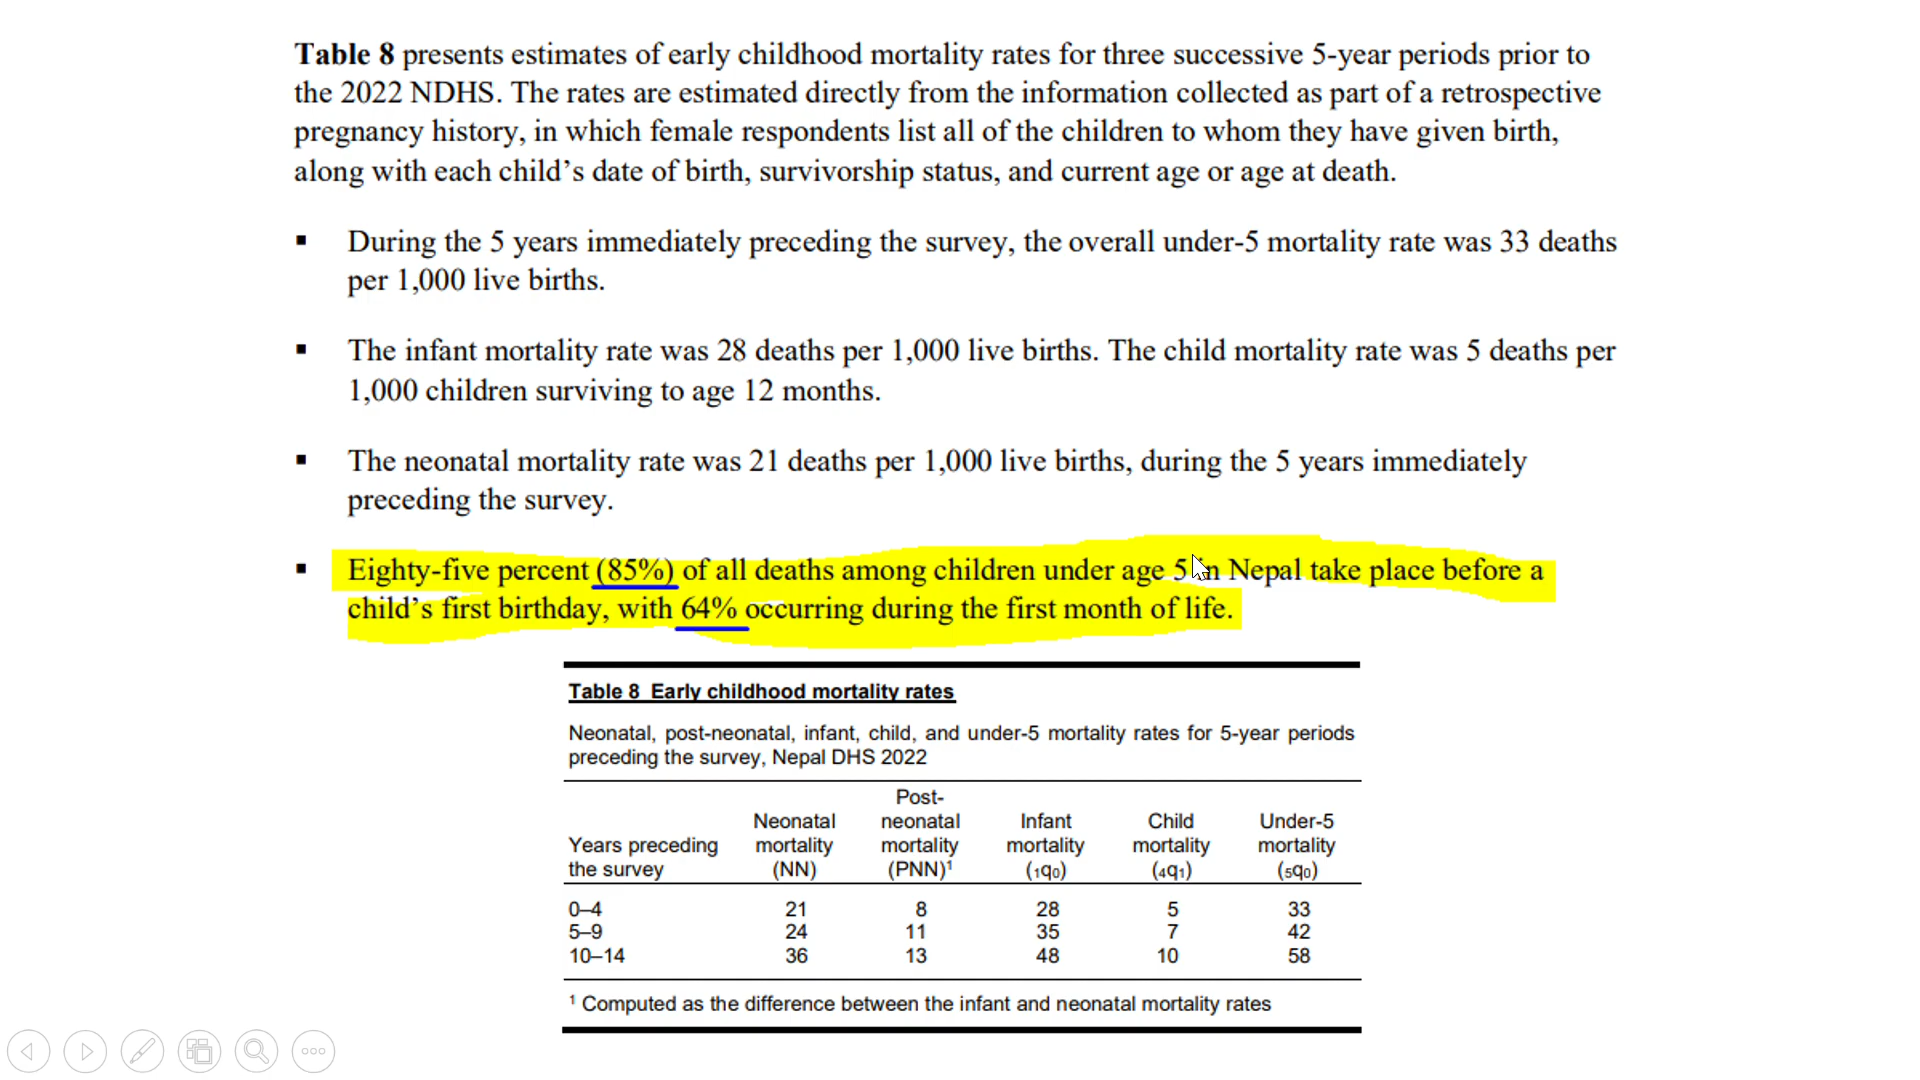 Table 8 presents estimates of early childhood mortality rates for three successive 5-year periods prior to
the 2022 NDHS. The rates are estimated directly from the information collected as part of a retrospective
pregnancy history, in which female respondents list all of the children to whom they have given birth,
along with each child’s date of birth, survivorship status, and current age or age at death.
▪ During the 5 years immediately preceding the survey, the overall under-5 mortality rate was 33 deaths
per 1,000 live births.
▪ The infant mortality rate was 28 deaths per 1,000 live births. The child mortality rate was 5 deaths per
1,000 children surviving to age 12 months.
▪ The neonatal mortality rate was 21 deaths per 1,000 live births, during the 5 years immediately
preceding the survey.
▪ Eighty-five percent (85%) of all deaths among children under age 5 in Nepal take place before a
child’s first birthday, with 64% occurring during the first month of life.
Table 8 Early childhood mortality rates
Neonatal, post-neonatal, infant, child, and under-5 mortality rates for 5-year periods
preceding the survey, Nepal DHS 2022
Post-
Neonatal neonatal Infant Child Under-5
Years preceding mortality mortality mortality mortality mortality
the survey (NN) (PNN)¹ (₁q₀) (₄q₁) (₅q₀)
0–4 21 8 28 5 33
5–9 24 11 35 7 42
10–14 36 13 48 10 58
¹ Computed as the difference between the infant and neonatal mortality rates